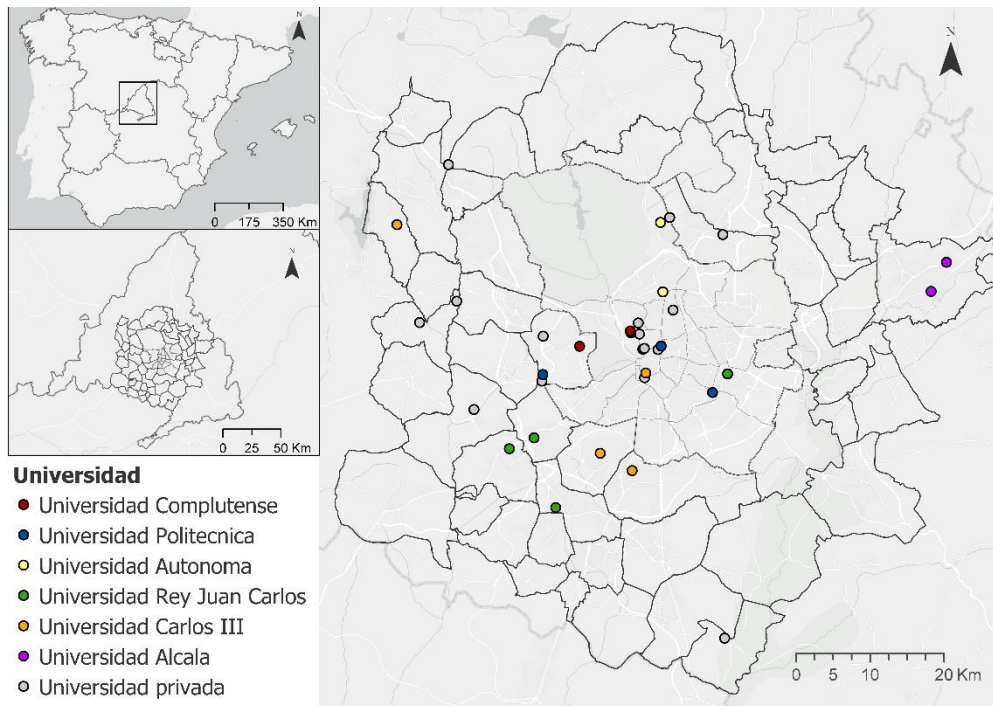 N
0 175 350 Km
N
0 25 50 Km
Universidad
Universidad Complutense
Universidad Politecnica
Universidad Autonoma
Universidad Rey Juan Carlos
Universidad Carlos III
Universidad Alcala
Universidad privada
N
0 5 10 20 Km